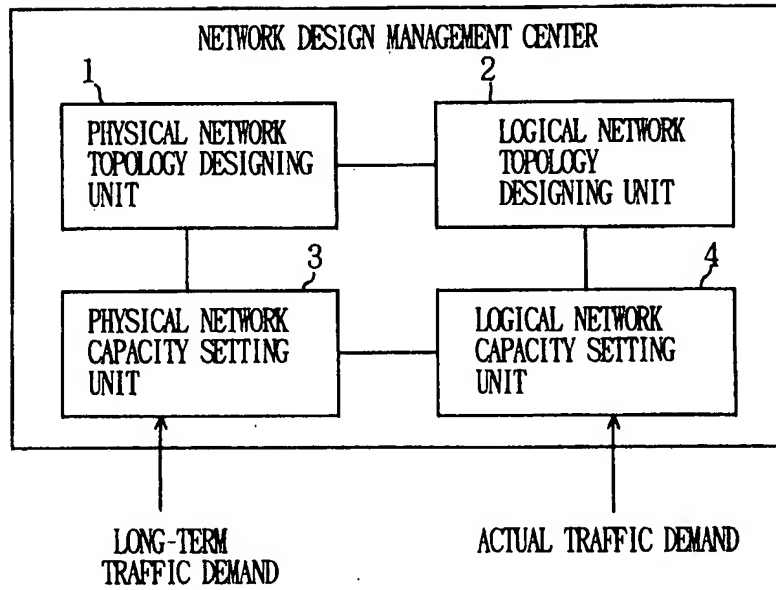 NETWORK DESIGN MANAGEMENT CENTER
1
PHYSICAL NETWORK
TOPOLOGY DESIGNING
UNIT
2
LOGICAL NETWORK
TOPOLOGY
DESIGNING UNIT
3
PHYSICAL NETWORK
CAPACITY SETTING
UNIT
4
LOGICAL NETWORK
CAPACITY SETTING
UNIT
LONG-TERM
TRAFFIC DEMAND
ACTUAL TRAFFIC DEMAND